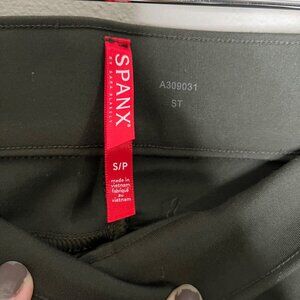 SPANX®
BY SARA BLAKELY
S/P
made in
vietnam
fabriqué
au
vietnam
A309031
ST